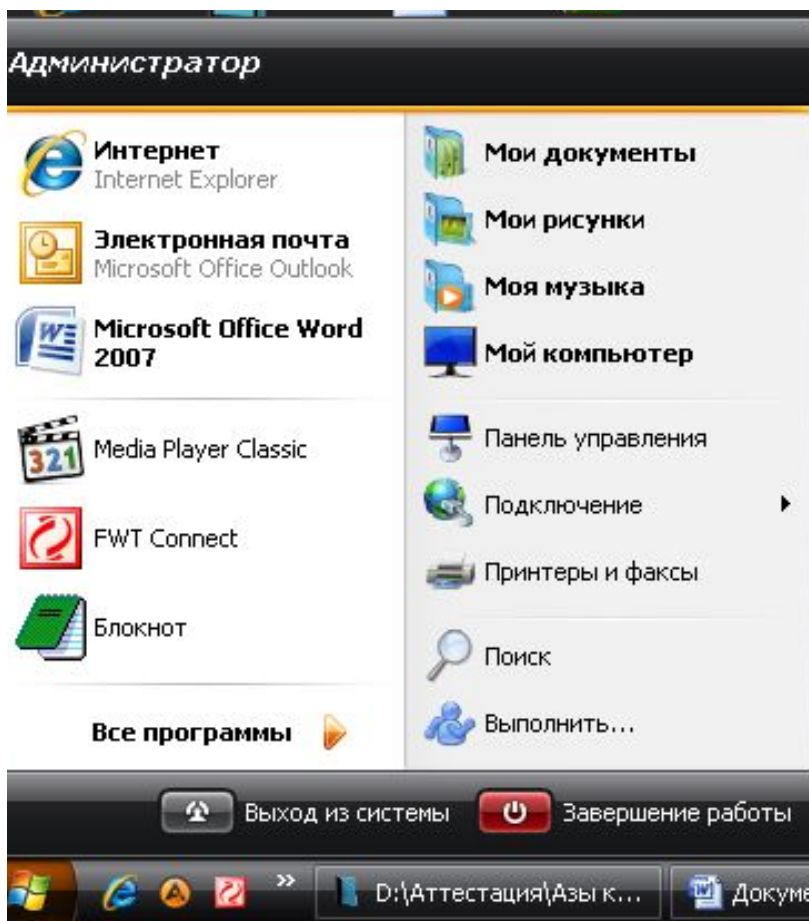 Администратор
Интернет
Internet Explorer
Электронная почта
Microsoft Office Outlook
Microsoft Office Word
2007
Media Player Classic
321
FWT Connect
Блокнот
Все программы
Мои документы
Мои рисунки
Моя музыка
Мой компьютер
Панель управления
Подключение
Принтеры и факсы
Поиск
Выполнить...
Выход из системы
Завершение работы
»
D:\Аттестация\Азы к...
Докуме